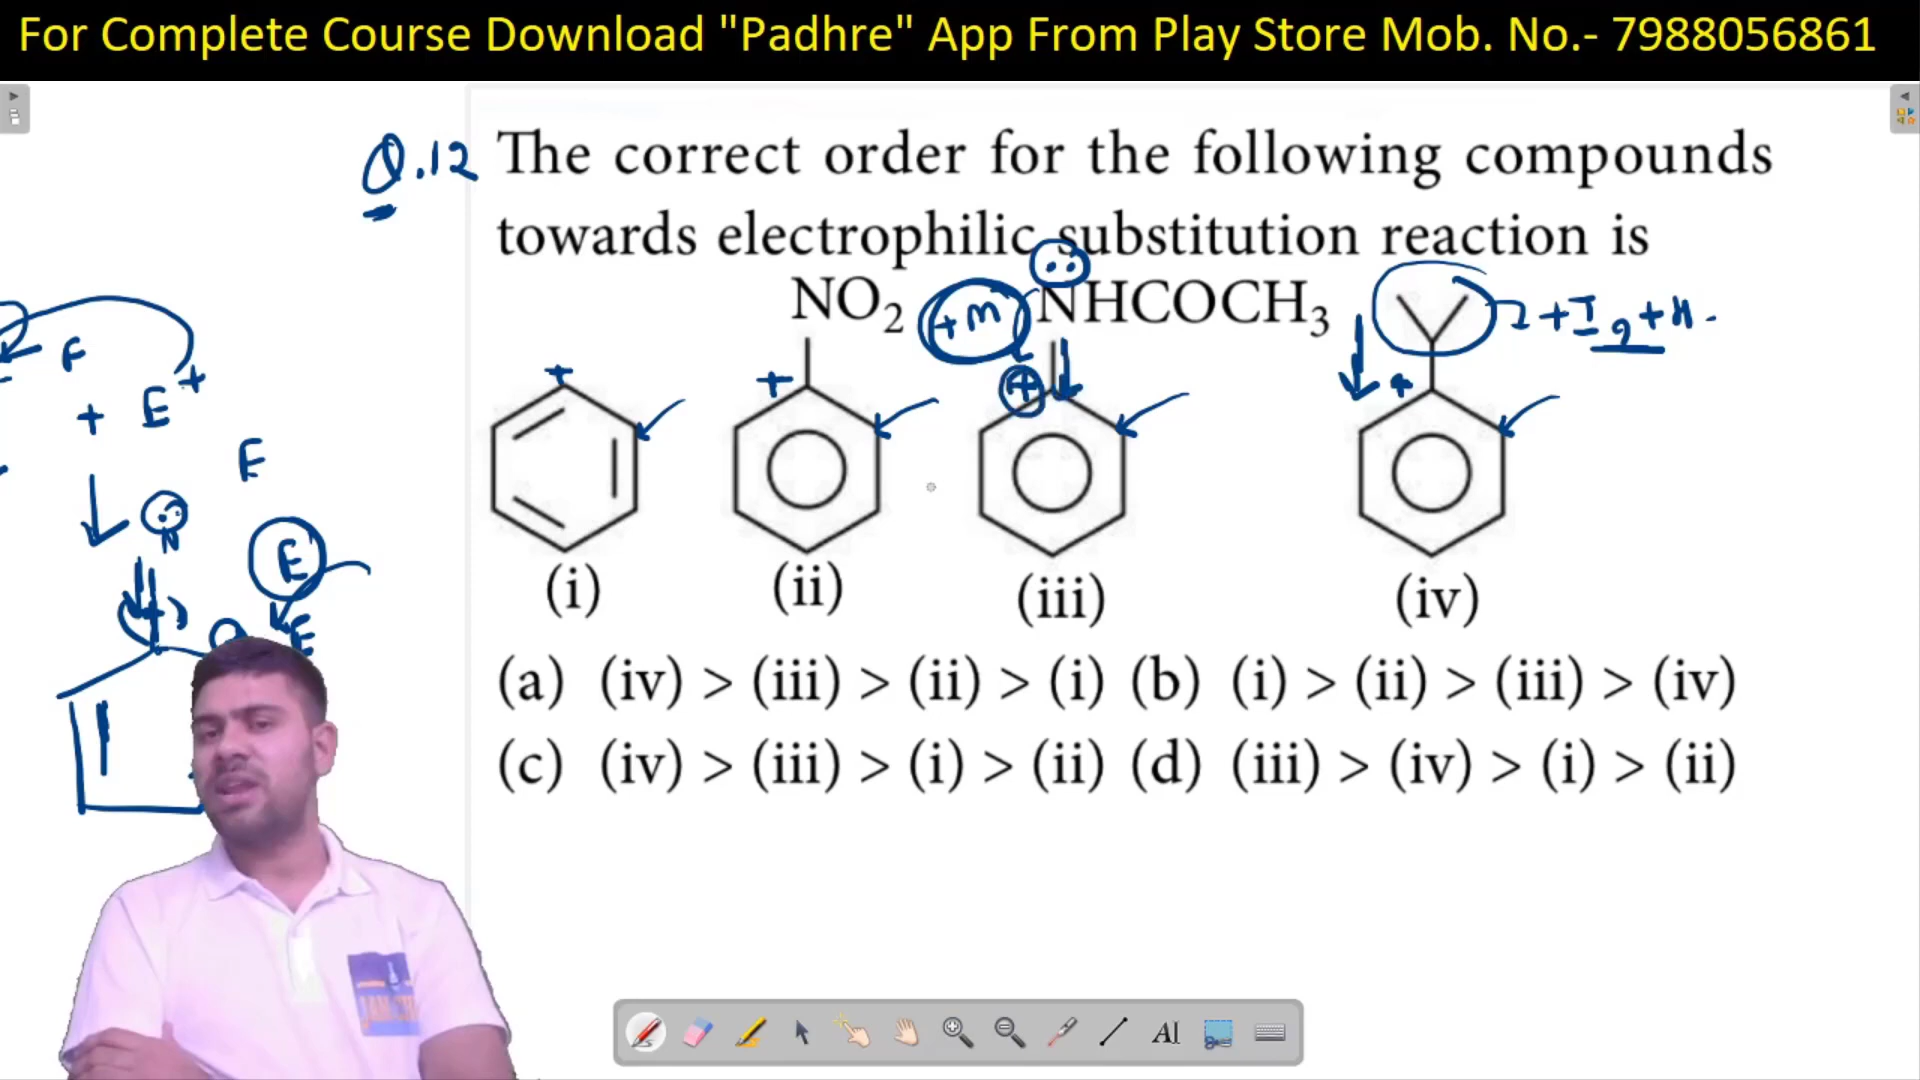 For Complete Course Download "Padhre" App From Play Store Mob. No.- 7988056861
Q.12 The correct order for the following compounds
towards electrophilic substitution reaction is
NO₂ +m NHCOCH₃ +I +H.
+ + + +
F
+ E+
E
N
E
E
(i) (ii) (iii) (iv)
(a) (iv) > (iii) > (ii) > (i) (b) (i) > (ii) > (iii) > (iv)
(c) (iv) > (iii) > (i) > (ii) (d) (iii) > (iv) > (i) > (ii)
AI